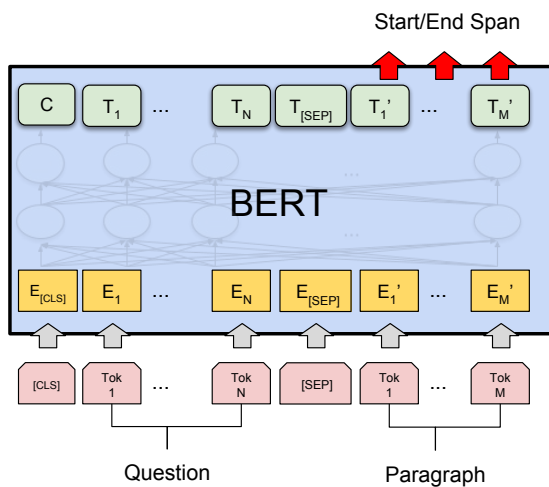 Start/End Span
C T1 ... TN T[SEP] T1' ... TM'
...
BERT
...
E[CLS] E1 ... EN E[SEP] E1' ... EM'
[CLS] Tok 1 ... Tok N [SEP] Tok 1 ... Tok M
Question Paragraph